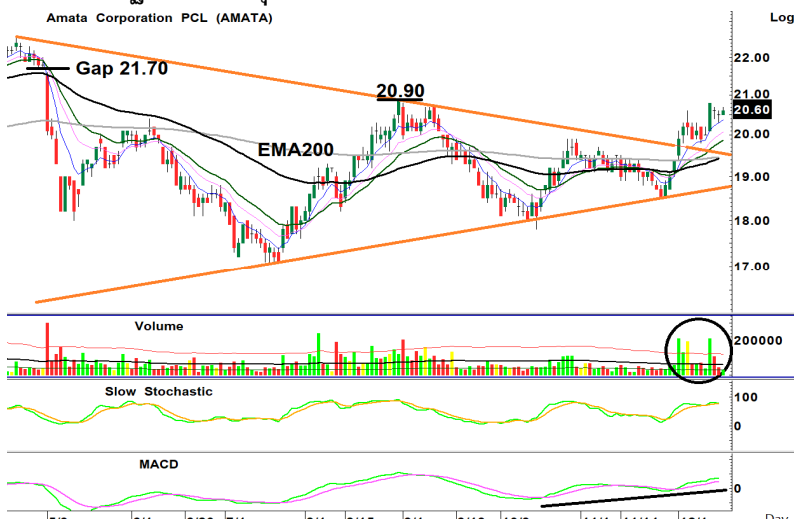 Amata Corporation PCL (AMATA)
Log
22.00
Gap 21.70
21.00
20.90
20.60
20.00
EMA200
19.00
18.00
17.00
Volume
200000
Slow Stochastic
100
0
MACD
0
Day